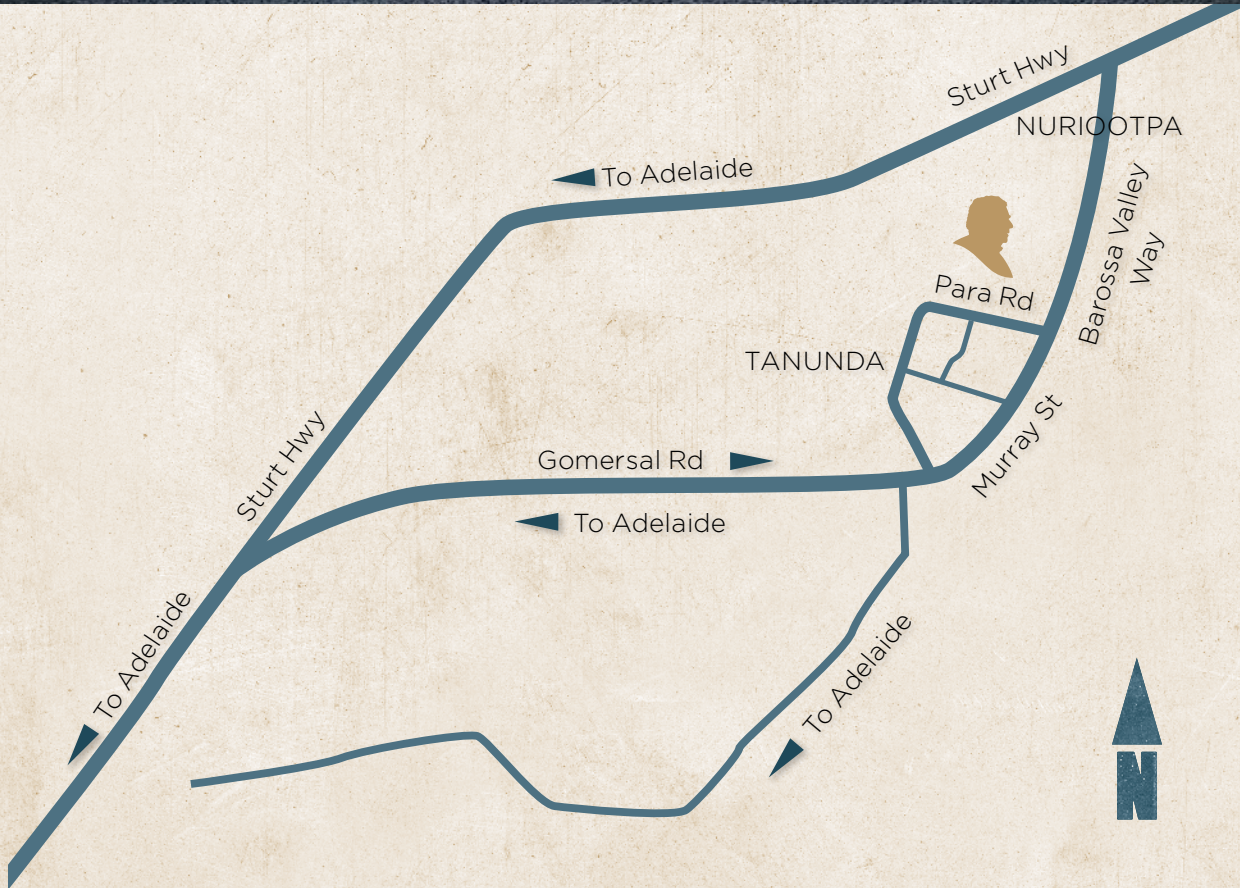 Sturt Hwy
NURIOOTPA
To Adelaide
Barossa Valley
Way
Para Rd
TANUNDA
Murray St
Sturt Hwy
Gomersal Rd
To Adelaide
To Adelaide
To Adelaide
N